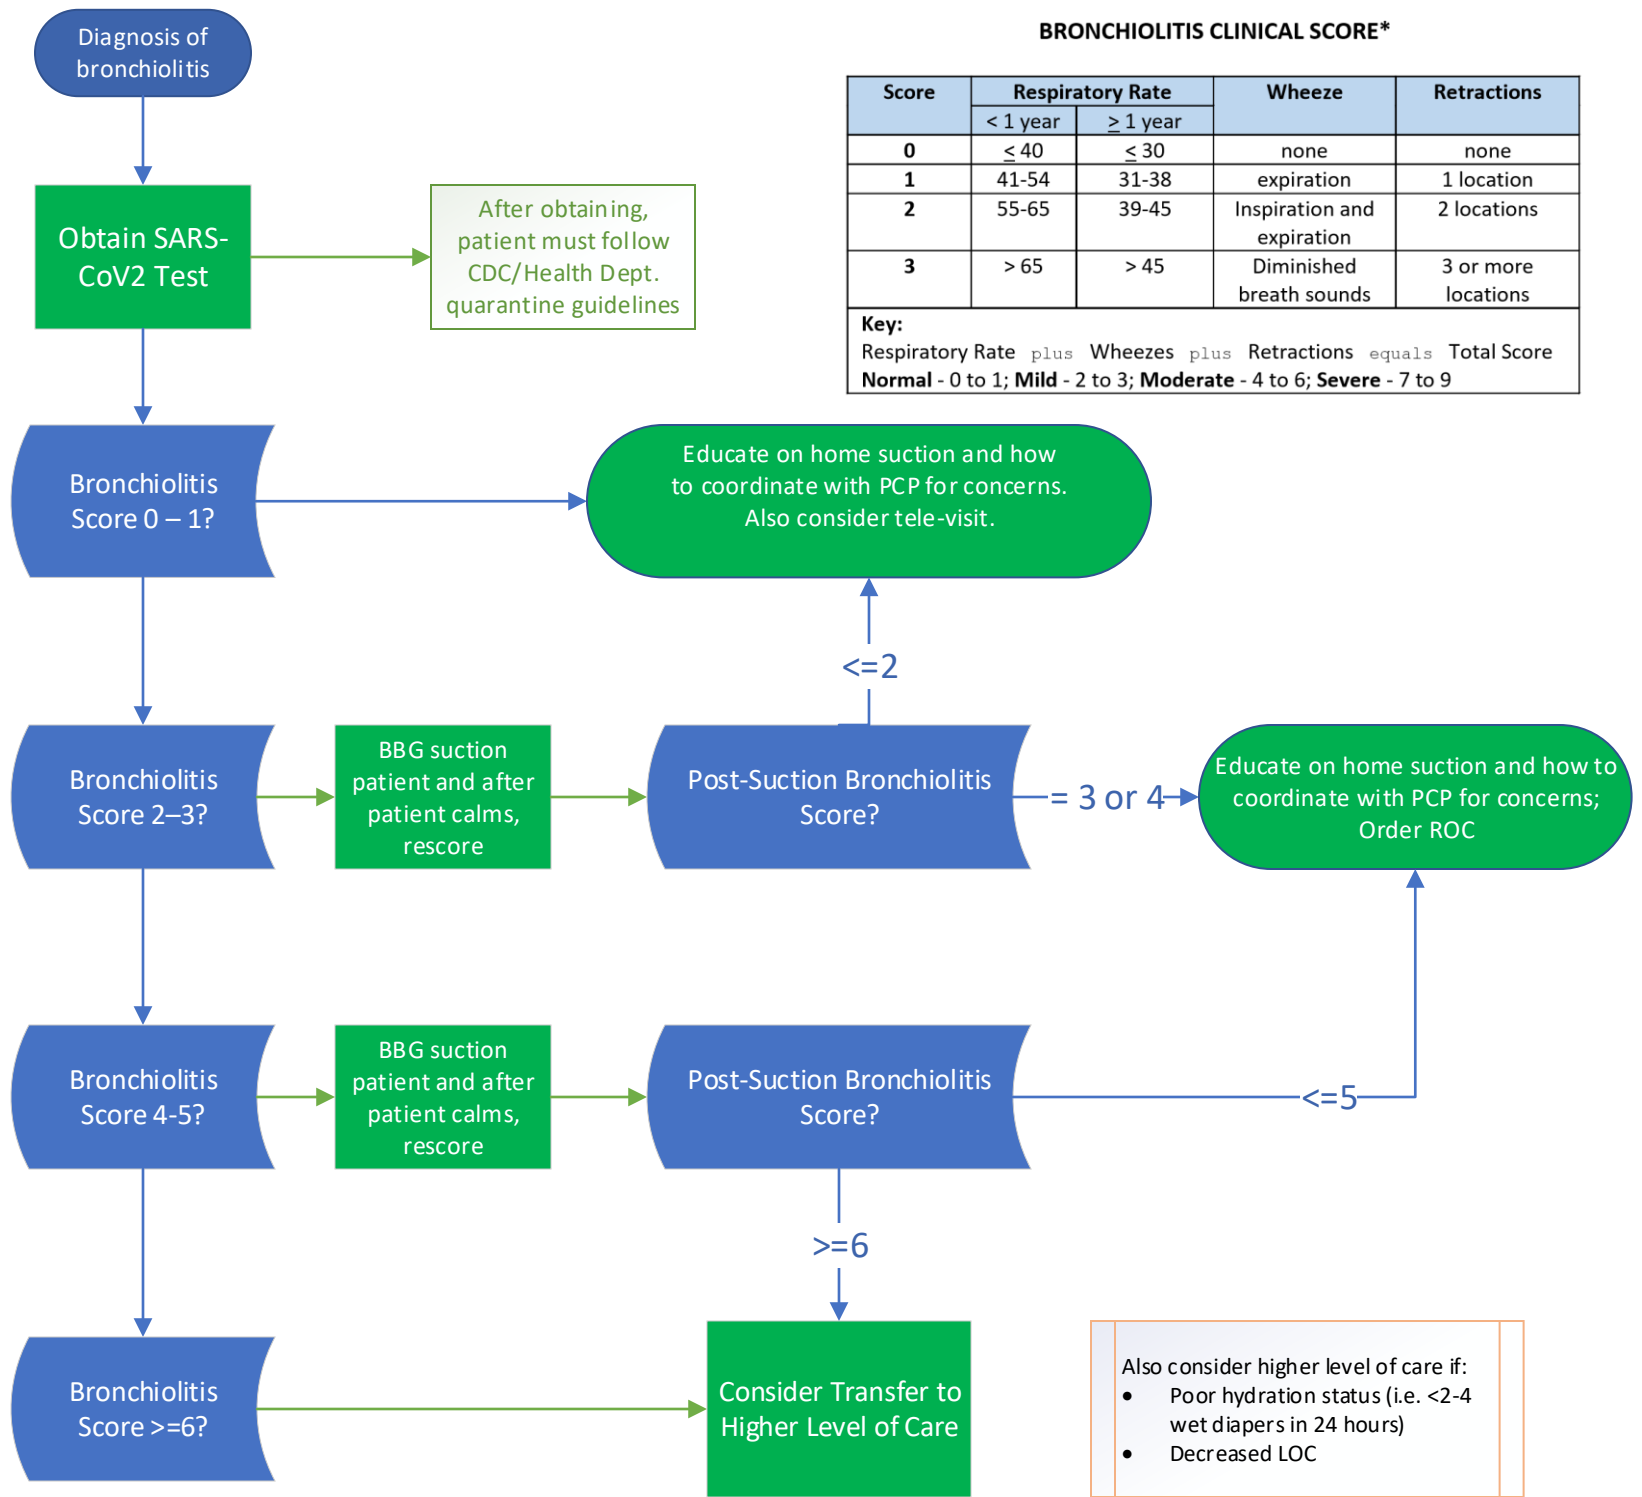 Diagnosis of
bronchiolitis
BRONCHIOLITIS CLINICAL SCORE*
Score Respiratory Rate Wheeze Retractions
< 1 year ≥ 1 year
0 ≤ 40 ≤ 30 none none
1 41-54 31-38 expiration 1 location
2 55-65 39-45 Inspiration and 2 locations
expiration
3 > 65 > 45 Diminished 3 or more
breath sounds locations
Key:
Respiratory Rate plus Wheezes plus Retractions equals Total Score
Normal - 0 to 1; Mild - 2 to 3; Moderate - 4 to 6; Severe - 7 to 9
Obtain SARS-
CoV2 Test
After obtaining,
patient must follow
CDC/Health Dept.
quarantine guidelines
Bronchiolitis
Score 0 – 1?
Educate on home suction and how
to coordinate with PCP for concerns.
Also consider tele-visit.
<=2
Bronchiolitis
Score 2–3?
BBG suction
patient and after
patient calms,
rescore
Post-Suction Bronchiolitis
Score?
= 3 or 4
Educate on home suction and how to
coordinate with PCP for concerns;
Order ROC
Bronchiolitis
Score 4-5?
BBG suction
patient and after
patient calms,
rescore
Post-Suction Bronchiolitis
Score?
<=5
>=6
Bronchiolitis
Score >=6?
Consider Transfer to
Higher Level of Care
Also consider higher level of care if:
• Poor hydration status (i.e. <2-4
wet diapers in 24 hours)
• Decreased LOC